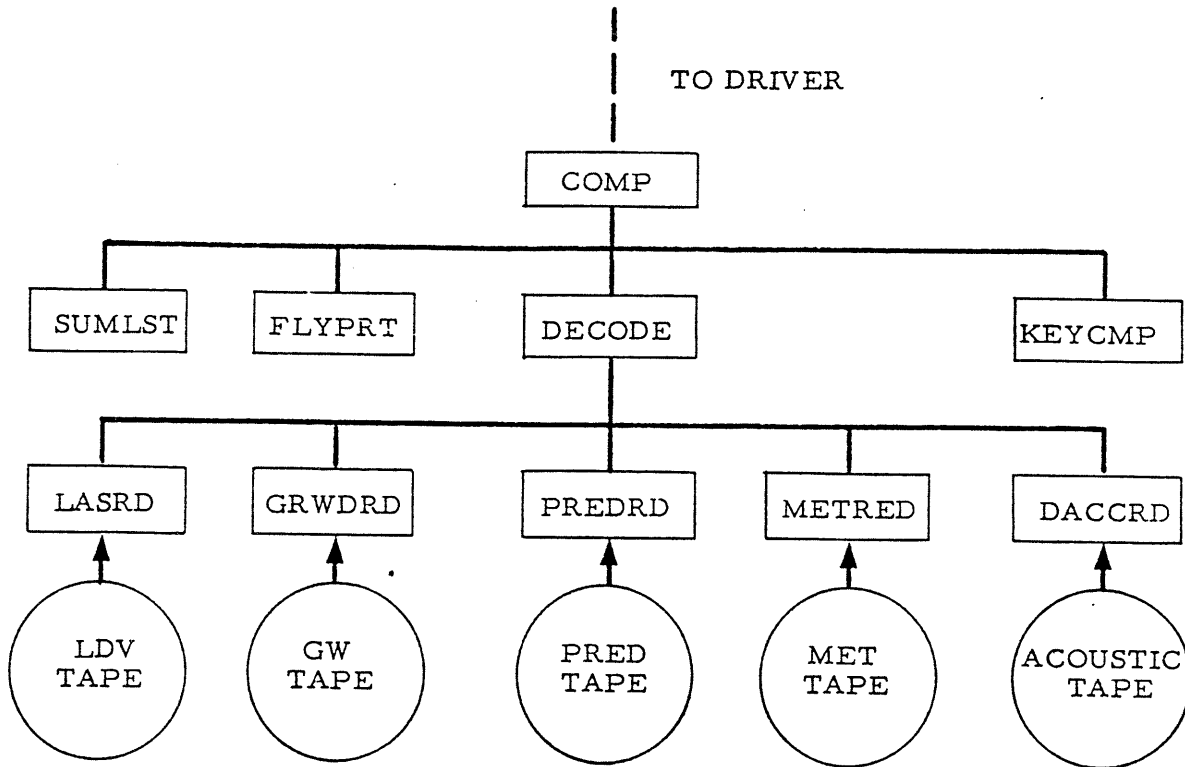 TO DRIVER
COMP
SUMLST
FLYPRT
DECODE
KEYCMP
LASRD
GRWDRD
PREDRD
METRED
DACCRD
LDV
TAPE
GW
TAPE
PRED
TAPE
MET
TAPE
ACOUSTIC
TAPE